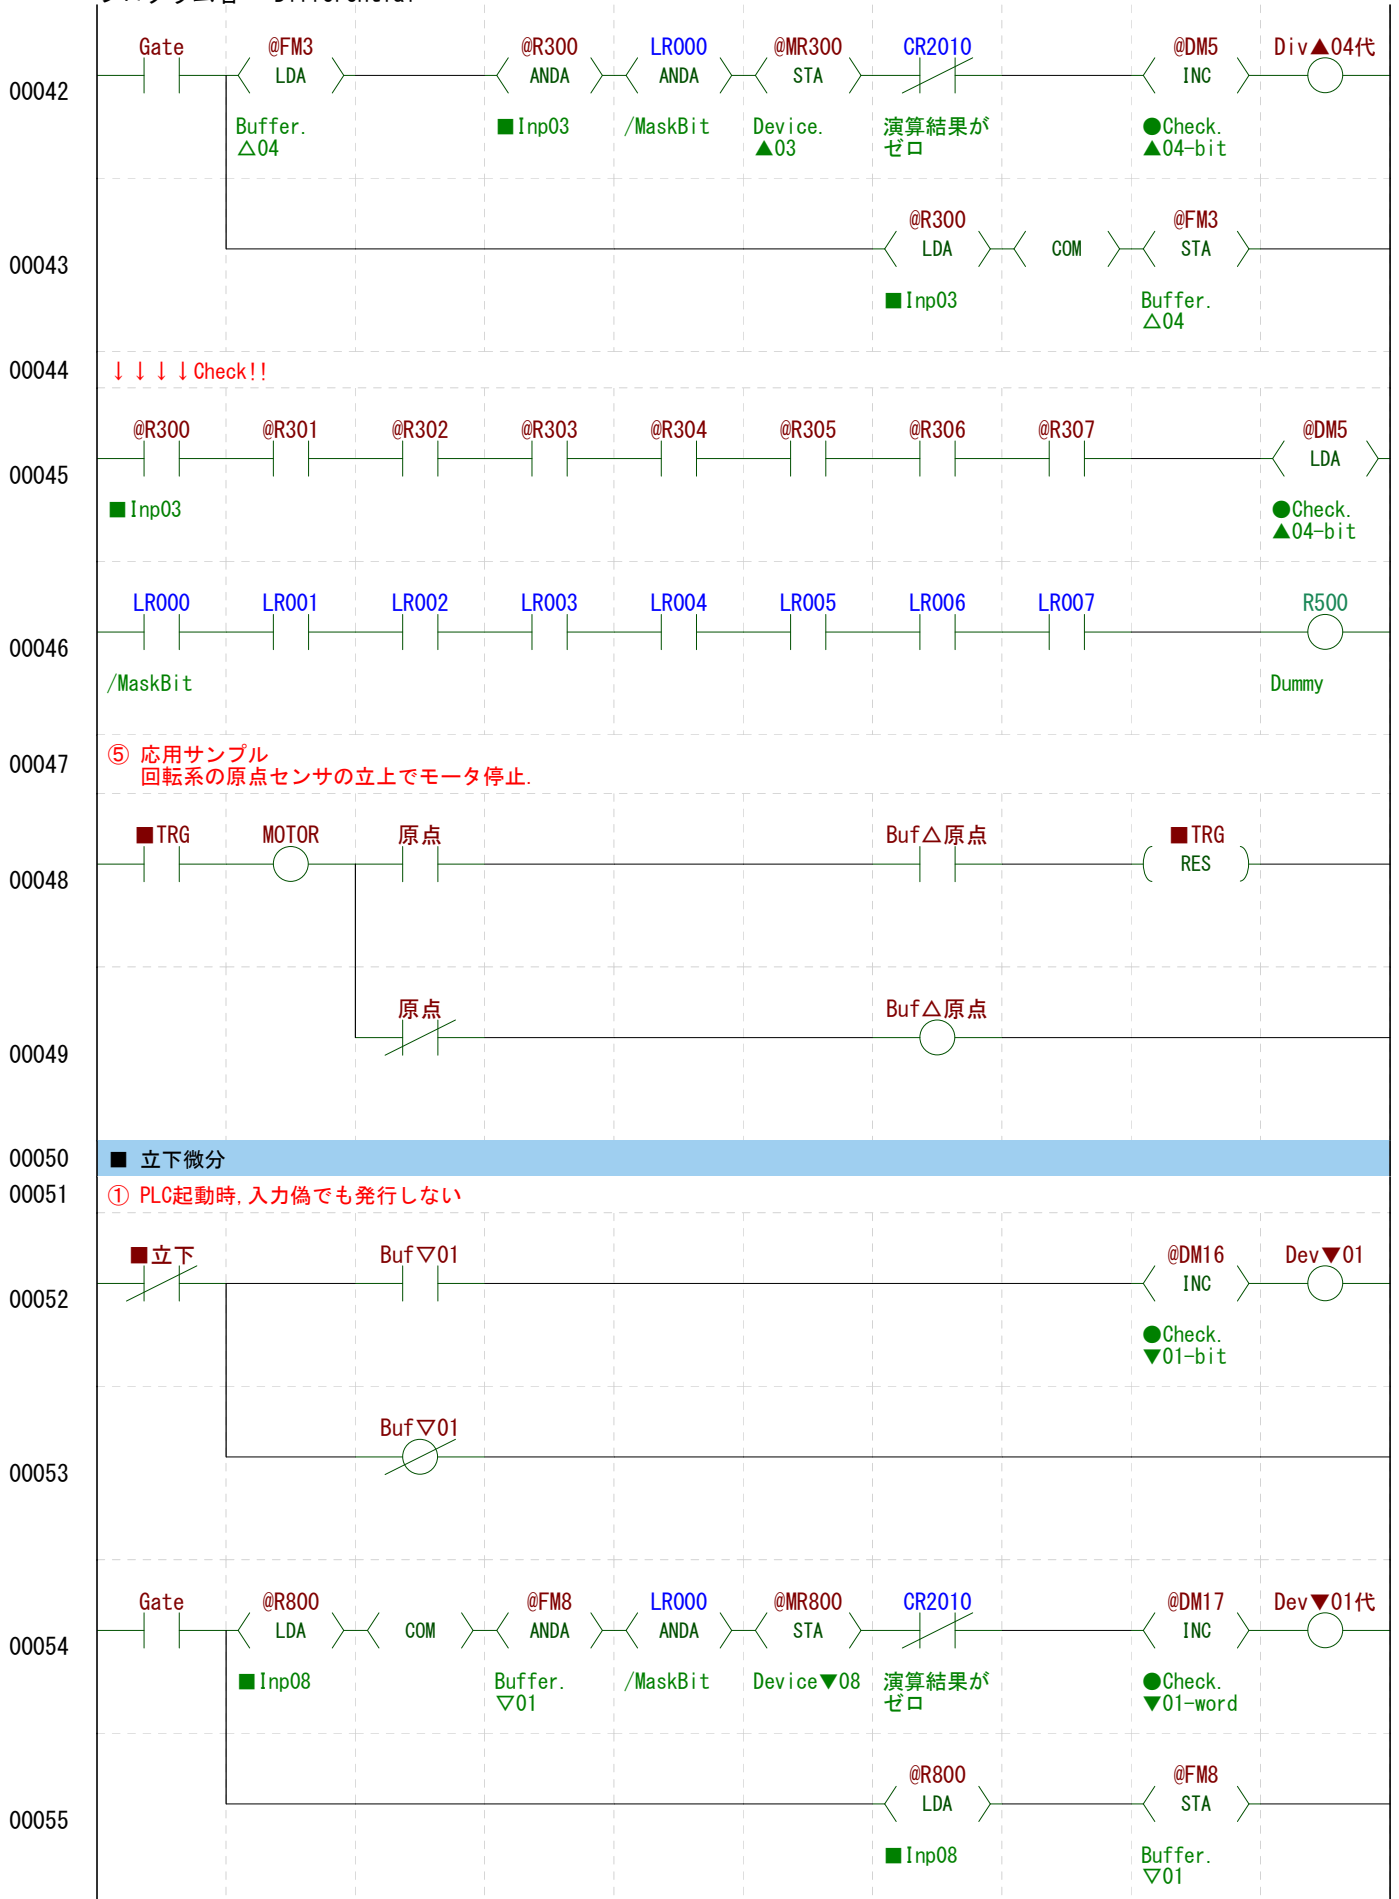 Gate @FM3 @R300 LR000 @MR300 CR2010 @DM5 Div▲04代
00042 LDA ANDA ANDA STA INC
Buffer. ■Inp03 /MaskBit Device. 演算結果が ●Check.
△04 ▲03 ゼロ ▲04-bit
@R300 @FM3
00043 LDA COM STA
■Inp03 Buffer.
△04
00044 ↓↓↓↓Check!!
@R300 @R301 @R302 @R303 @R304 @R305 @R306 @R307 @DM5
00045 LDA
■Inp03 ●Check.
▲04-bit
LR000 LR001 LR002 LR003 LR004 LR005 LR006 LR007 R500
00046
/MaskBit Dummy
00047 ⑤ 応用サンプル
回転系の原点センサの立上でモータ停止.
■TRG MOTOR 原点 Buf△原点 ■TRG
00048 RES
原点 Buf△原点
00049
00050 ■ 立下微分
00051 ① PLC起動時,入力偽でも発行しない
■立下 Buf▽01 @DM16 Dev▼01
00052 INC
●Check.
▼01-bit
Buf▽01
00053
Gate @R800 @FM8 LR000 @MR800 CR2010 @DM17 Dev▼01代
00054 LDA COM ANDA ANDA STA INC
■Inp08 Buffer. /MaskBit Device▼08 演算結果が ●Check.
▽01 ゼロ ▼01-word
@R800 @FM8
00055 LDA STA
■Inp08 Buffer.
▽01